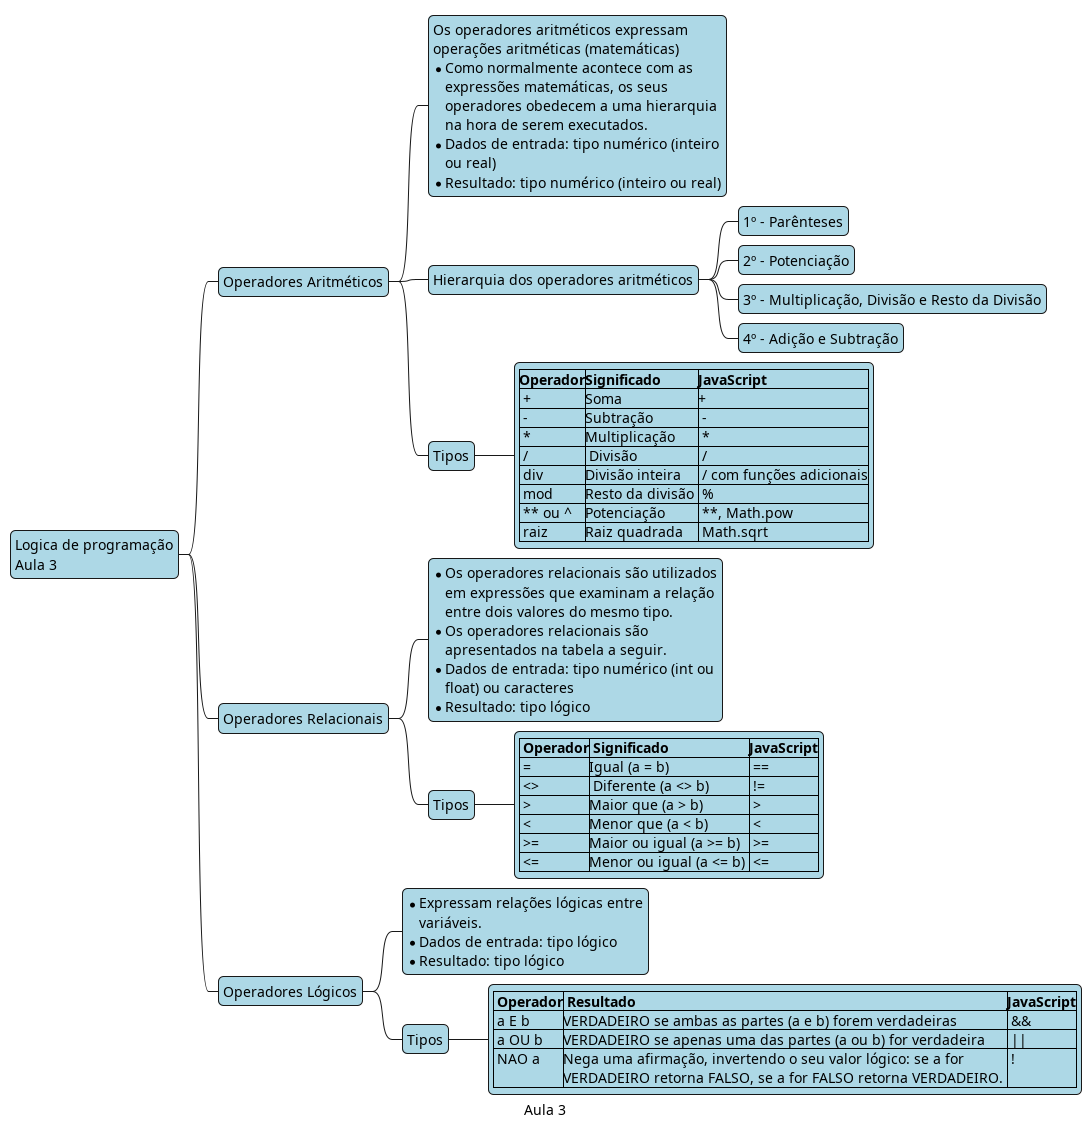 Os operadores aritméticos expressam
operações aritméticas (matemáticas)
• Como normalmente acontece com as
expressões matemáticas, os seus
operadores obedecem a uma hierarquia
na hora de serem executados.
• Dados de entrada: tipo numérico (inteiro
ou real)
• Resultado: tipo numérico (inteiro ou real)
Operadores Aritméticos
Hierarquia dos operadores aritméticos
1º - Parênteses
2º - Potenciação
3º - Multiplicação, Divisão e Resto da Divisão
4º - Adição e Subtração
Tipos
Operador Significado JavaScript
+ Soma +
- Subtração -
* Multiplicação *
/ Divisão /
div Divisão inteira / com funções adicionais
mod Resto da divisão %
** ou ^ Potenciação **, Math.pow
raiz Raiz quadrada Math.sqrt
Logica de programação
Aula 3
• Os operadores relacionais são utilizados
em expressões que examinam a relação
entre dois valores do mesmo tipo.
• Os operadores relacionais são
apresentados na tabela a seguir.
• Dados de entrada: tipo numérico (int ou
float) ou caracteres
• Resultado: tipo lógico
Operadores Relacionais
Tipos
Operador Significado JavaScript
= Igual (a = b) ==
<> Diferente (a <> b) !=
> Maior que (a > b) >
< Menor que (a < b) <
>= Maior ou igual (a >= b) >=
<= Menor ou igual (a <= b) <=
• Expressam relações lógicas entre
variáveis.
• Dados de entrada: tipo lógico
• Resultado: tipo lógico
Operadores Lógicos
Tipos
Operador Resultado JavaScript
a E b VERDADEIRO se ambas as partes (a e b) forem verdadeiras &&
a OU b VERDADEIRO se apenas uma das partes (a ou b) for verdadeira ||
NAO a Nega uma afirmação, invertendo o seu valor lógico: se a for !
VERDADEIRO retorna FALSO, se a for FALSO retorna VERDADEIRO.
Aula 3